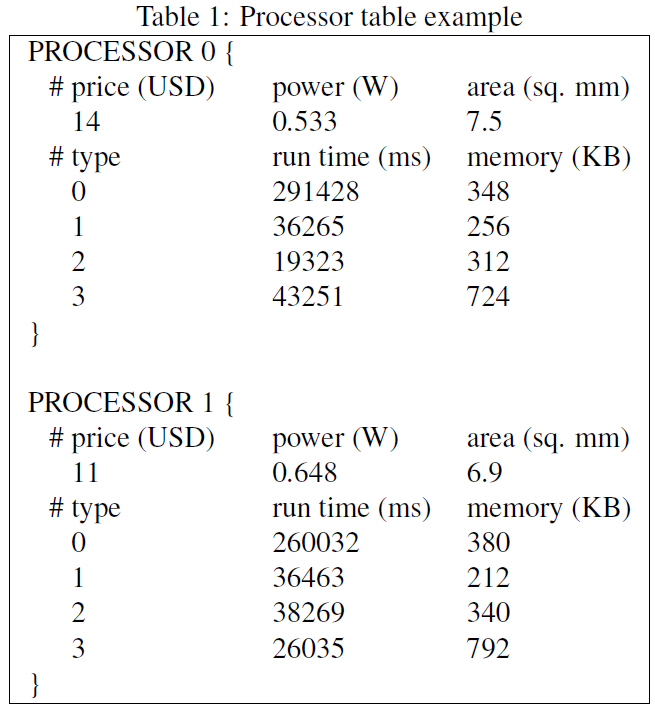 Table 1: Processor table example
PROCESSOR 0 {
# price (USD) power (W) area (sq. mm)
14 0.533 7.5
# type run time (ms) memory (KB)
0 291428 348
1 36265 256
2 19323 312
3 43251 724
}
PROCESSOR 1 {
# price (USD) power (W) area (sq. mm)
11 0.648 6.9
# type run time (ms) memory (KB)
0 260032 380
1 36463 212
2 38269 340
3 26035 792
}